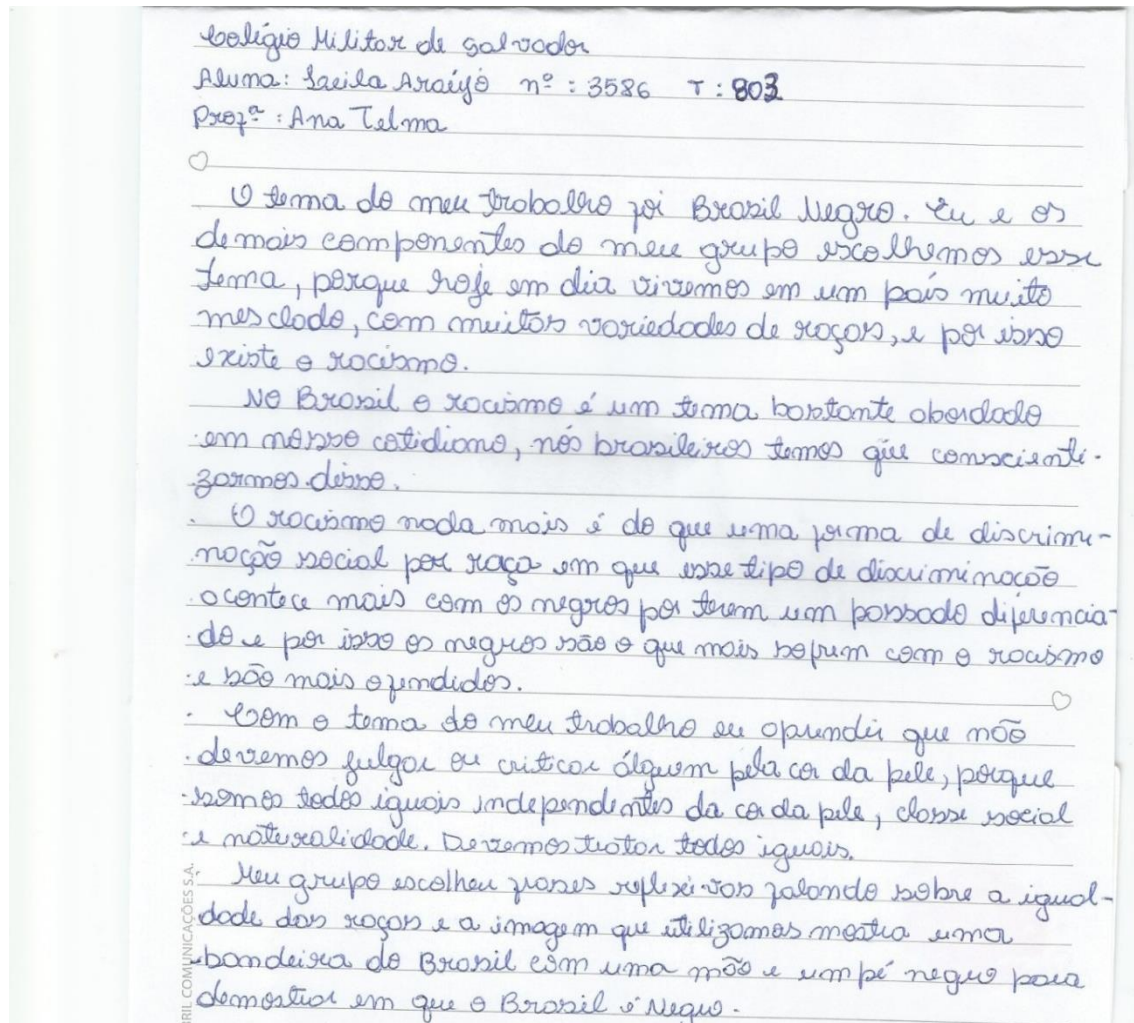 Colégio Militar de Salvador
Aluna: Laeila Araújo nº : 3586 T : 803
Profª : Ana Telma
O tema do meu trabalho foi Brasil Negro. Eu e os
demais componentes do meu grupo escolhemos esse
tema, porque hoje em dia vivemos em um país muito
mesclado, com muitas variedades de raças, e por isso
existe o racismo.
No Brasil o racismo é um tema bastante abordado
em nosso cotidiano, nós brasileiros temos que conscienti-
zarmos disso.
O racismo nada mais é do que uma forma de discrimi-
nação social por raça em que esse tipo de discriminação
acontece mais com os negros por terem um passado diferencia-
do e por isso os negros são o que mais sofrem com o racismo
e são mais ofendidos.
Com o tema do meu trabalho eu aprendi que não
devemos julgar ou criticar álguem pela cor da pele, porque
somos todos iguais independentes da cor da pele, classe social
e naturalidade. Devemos tratar todos iguais.
Meu grupo escolheu frases reflexivas falando sobre a igual-
dade das raças e a imagem que utilizamos mostra uma
bandeira do Brasil com uma mão e um pé negro para
demostrar em que o Brasil é Negro.
BRIL COMUNICAÇÕES S.A.